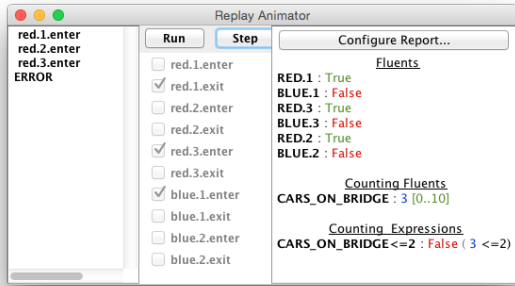 Replay Animator
red.1.enter
red.2.enter
red.3.enter
ERROR
Run Step
red.1.enter
red.1.exit
red.2.enter
red.2.exit
red.3.enter
red.3.exit
blue.1.enter
blue.1.exit
blue.2.enter
blue.2.exit
Configure Report...
Fluents
RED.1 : True
BLUE.1 : False
RED.3 : True
BLUE.3 : False
RED.2 : True
BLUE.2 : False
Counting Fluents
CARS_ON_BRIDGE : 3 [0..10]
Counting Expressions
CARS_ON_BRIDGE<=2 : False ( 3 <=2)